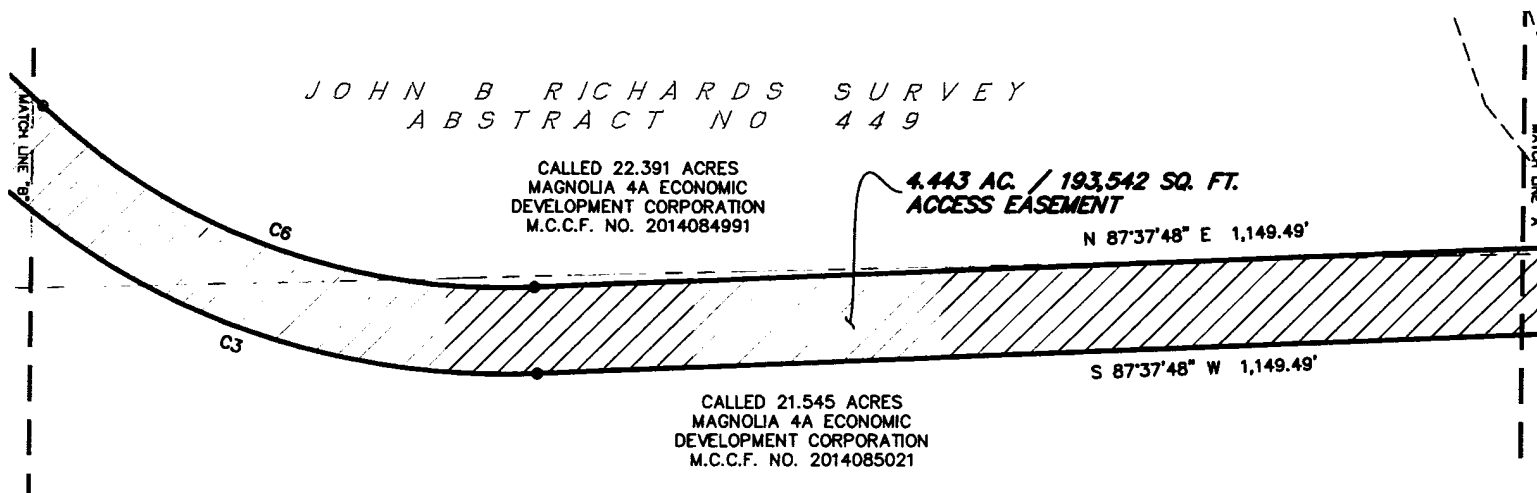 JOHN B RICHARDS SURVEY
ABSTRACT NO 449
MATCH LINE "B"
CALLED 22.391 ACRES
MAGNOLIA 4A ECONOMIC
DEVELOPMENT CORPORATION
M.C.C.F. NO. 2014084991
4.443 AC. / 193,542 SQ. FT.
ACCESS EASEMENT
C6
N 87°37'48" E 1,149.49'
C3
S 87°37'48" W 1,149.49'
CALLED 21.545 ACRES
MAGNOLIA 4A ECONOMIC
DEVELOPMENT CORPORATION
M.C.C.F. NO. 2014085021